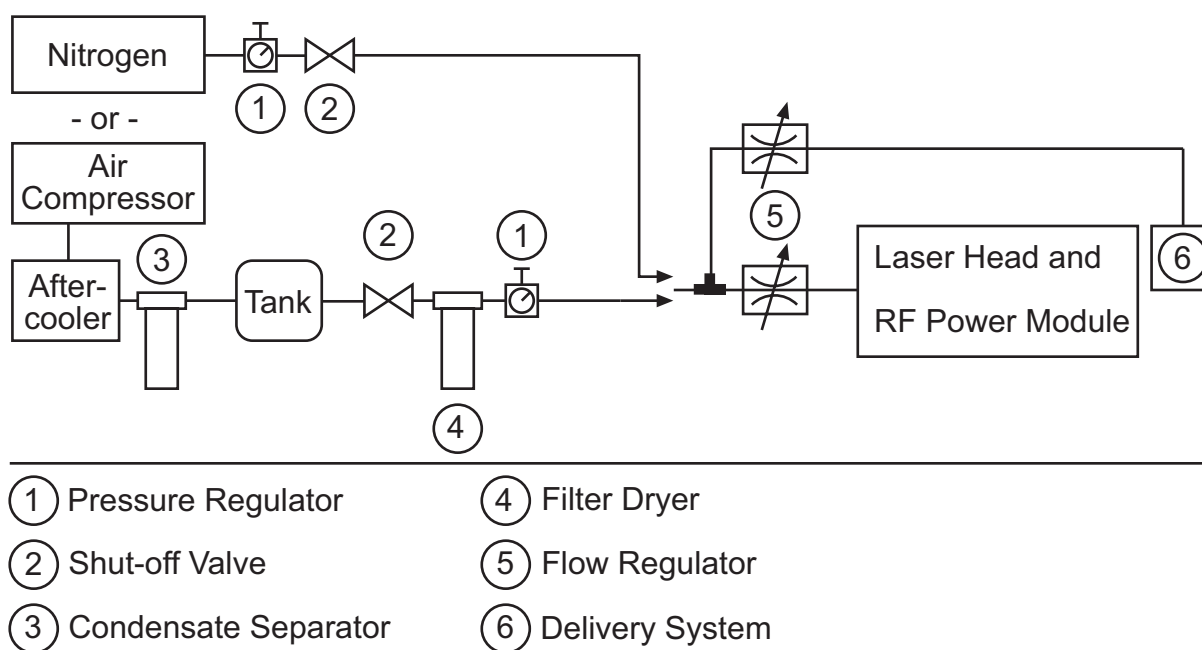 Nitrogen
1
2
- or -
Air
Compressor
5
2
1
3
After-
cooler
Tank
Laser Head and
RF Power Module
6
4
1 Pressure Regulator
2 Shut-off Valve
3 Condensate Separator
4 Filter Dryer
5 Flow Regulator
6 Delivery System